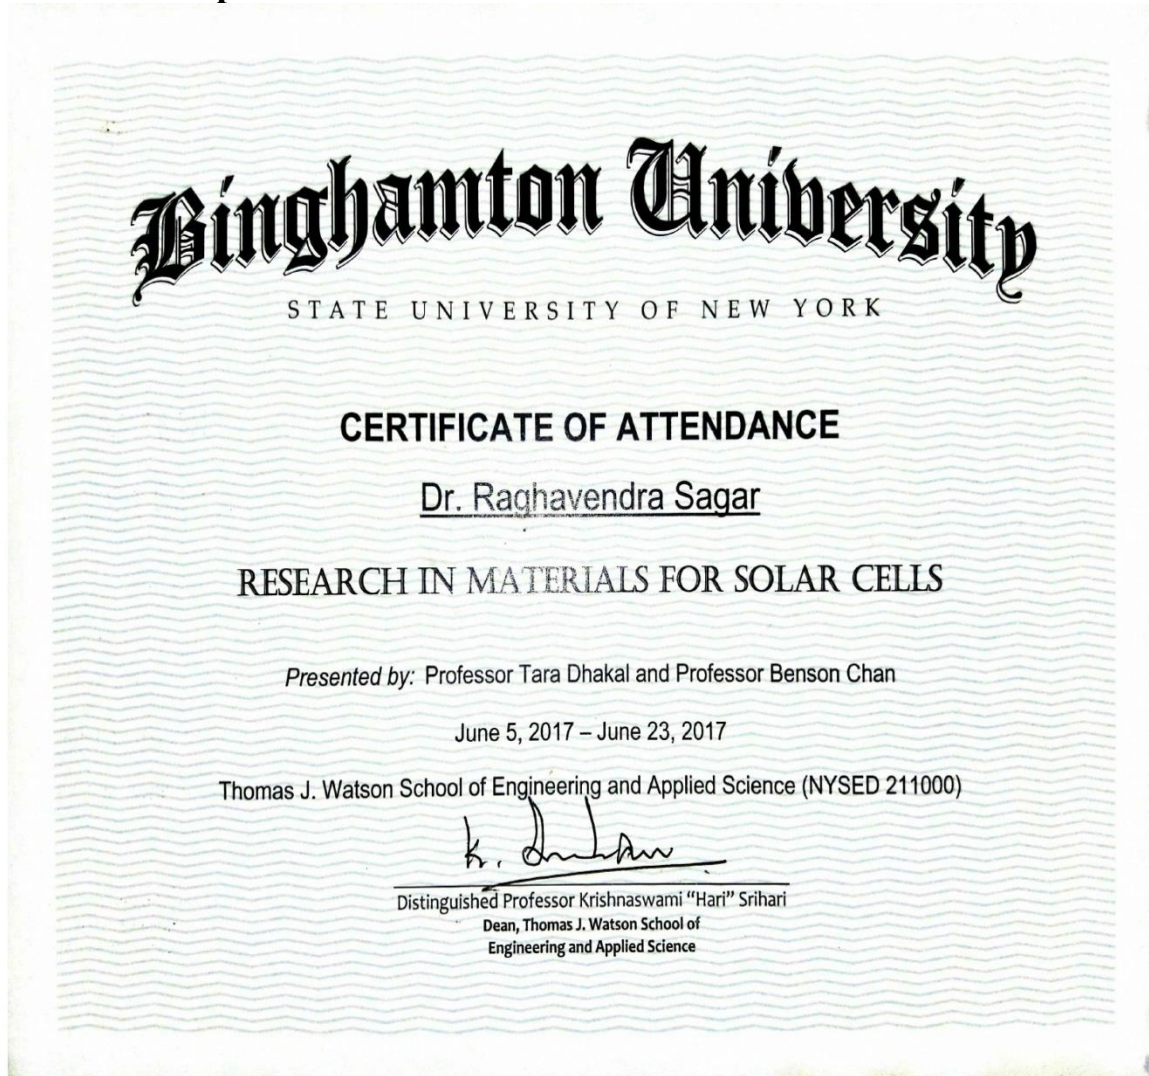 Binghamton University
STATE UNIVERSITY OF NEW YORK
CERTIFICATE OF ATTENDANCE
Dr. Raghavendra Sagar
RESEARCH IN MATERIALS FOR SOLAR CELLS
Presented by: Professor Tara Dhakal and Professor Benson Chan
June 5, 2017 – June 23, 2017
Thomas J. Watson School of Engineering and Applied Science (NYSED 211000)
K. Srihari
Distinguished Professor Krishnaswami “Hari” Srihari
Dean, Thomas J. Watson School of
Engineering and Applied Science